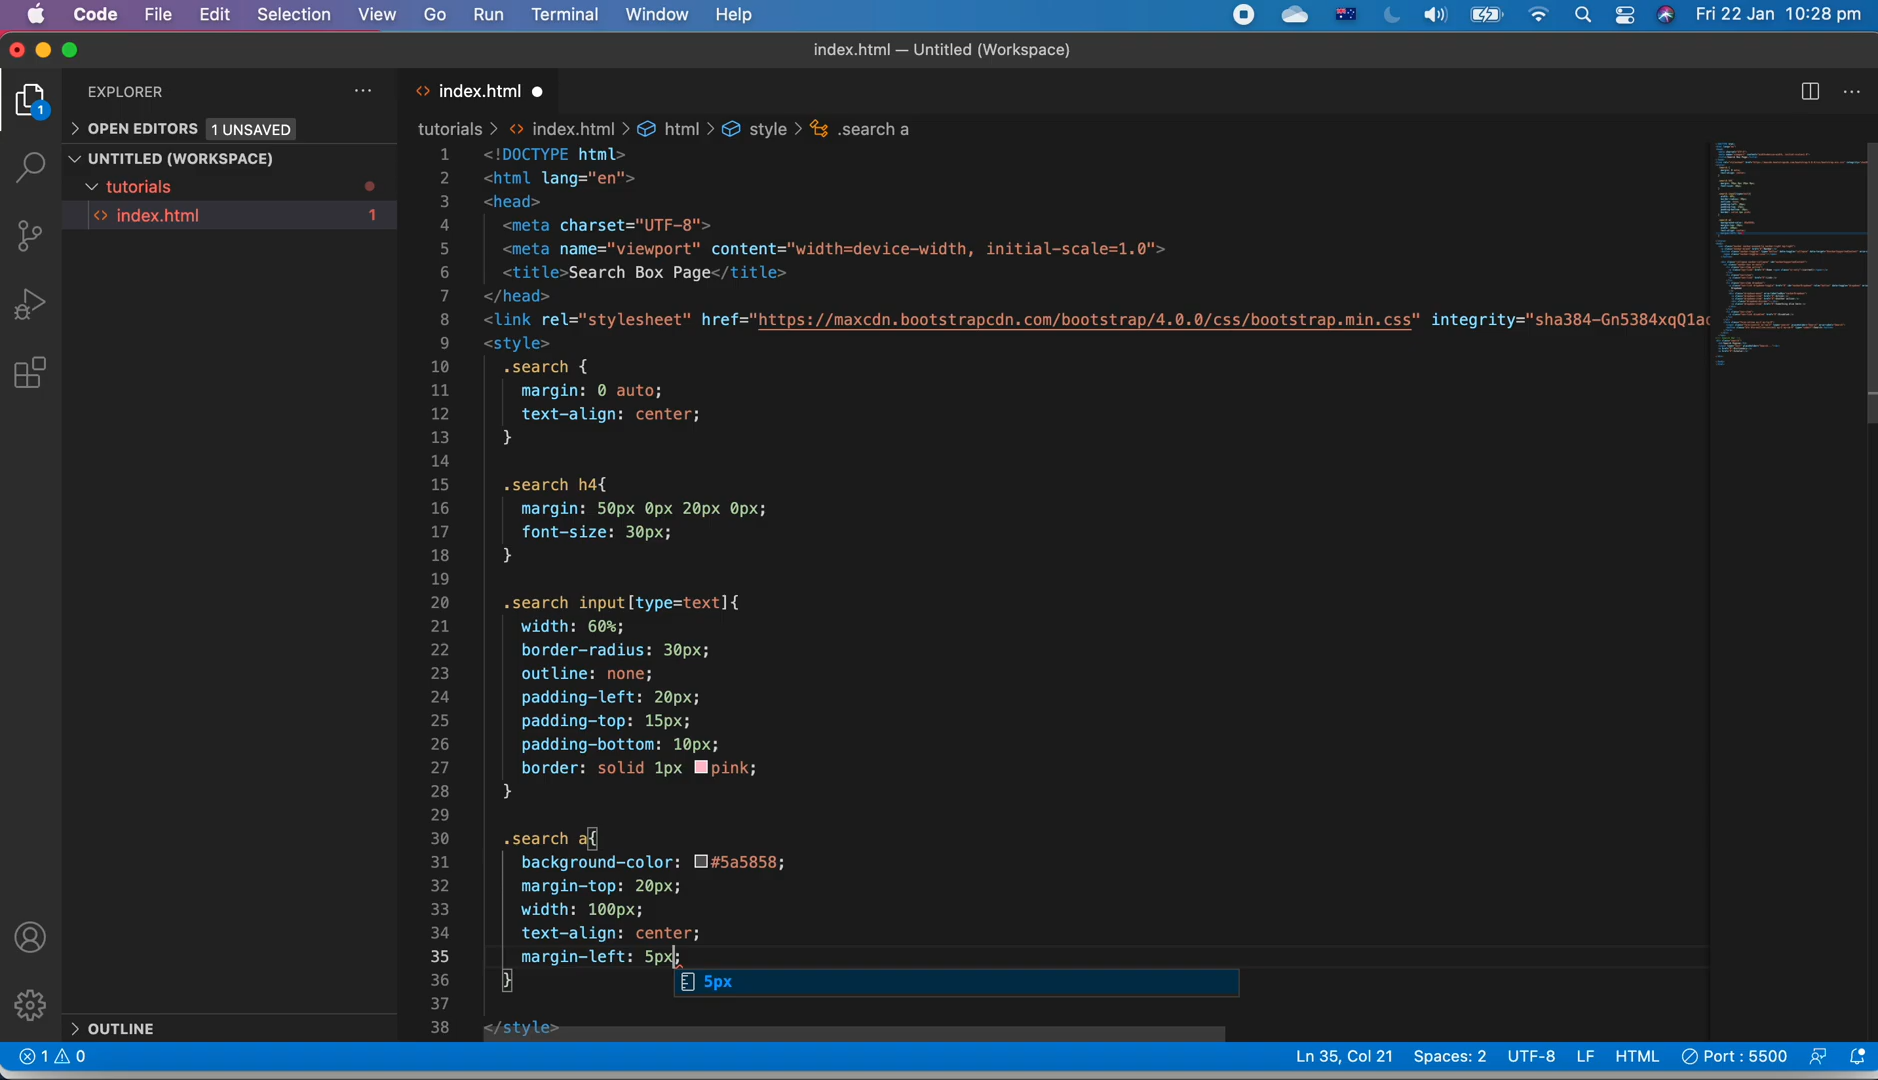 Code File Edit Selection View Go Run Terminal Window Help Fri 22 Jan 10:28 pm
index.html — Untitled (Workspace)
EXPLORER
1
OPEN EDITORS 1 UNSAVED
UNTITLED (WORKSPACE)
tutorials
<> index.html 1
OUTLINE
<> index.html
tutorials > <> index.html > html > style > .search a
1 <!DOCTYPE html>
2 <html lang="en">
3 <head>
4 <meta charset="UTF-8">
5 <meta name="viewport" content="width=device-width, initial-scale=1.0">
6 <title>Search Box Page</title>
7 </head>
8 <link rel="stylesheet" href="https://maxcdn.bootstrapcdn.com/bootstrap/4.0.0/css/bootstrap.min.css" integrity="sha384-Gn5384xqQ1ao
9 <style>
10 .search {
11 margin: 0 auto;
12 text-align: center;
13 }
14
15 .search h4{
16 margin: 50px 0px 20px 0px;
17 font-size: 30px;
18 }
19
20 .search input[type=text]{
21 width: 60%;
22 border-radius: 30px;
23 outline: none;
24 padding-left: 20px;
25 padding-top: 15px;
26 padding-bottom: 10px;
27 border: solid 1px pink;
28 }
29
30 .search a{
31 background-color: #5a5858;
32 margin-top: 20px;
33 width: 100px;
34 text-align: center;
35 margin-left: 5px;
5px
36 }
37
38 </style>
1 0 Ln 35, Col 21 Spaces: 2 UTF-8 LF HTML Port : 5500